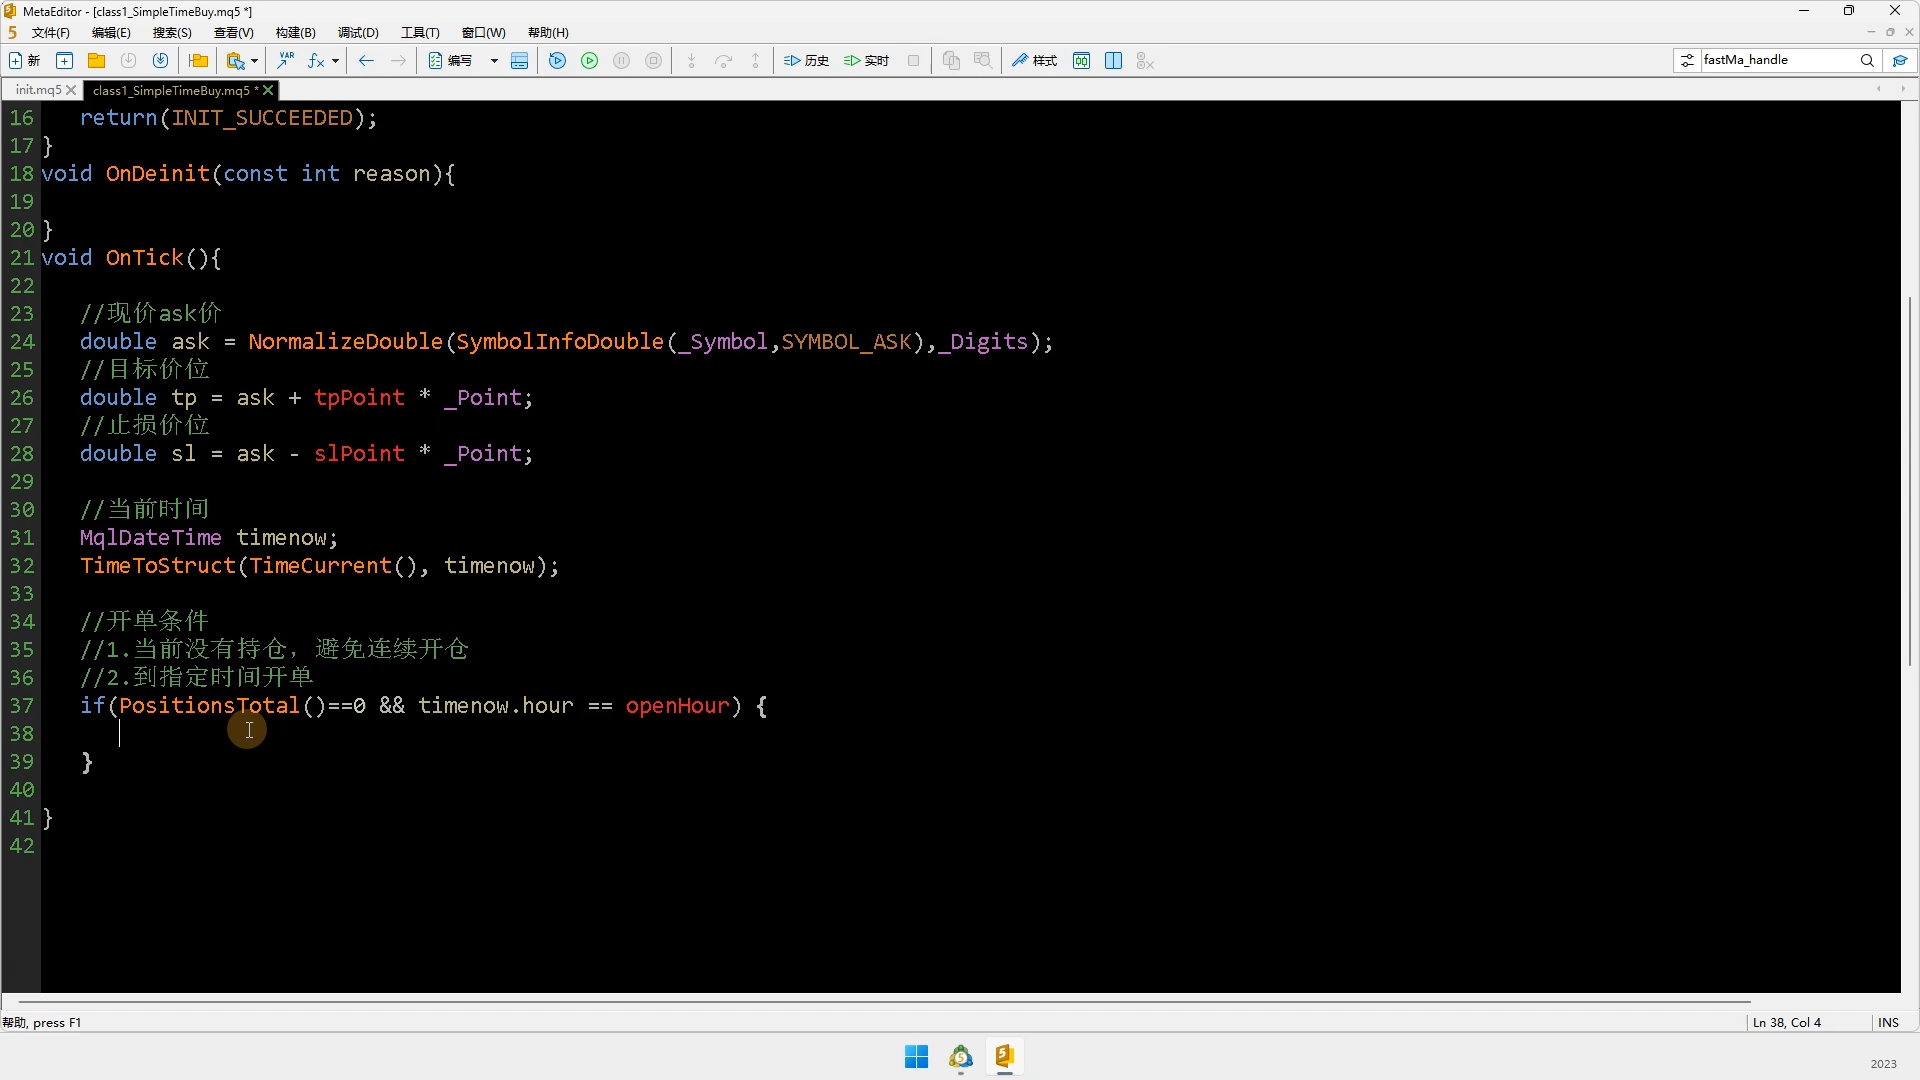 MetaEditor - [class1_SimpleTimeBuy.mq5 *]
5 文件(F) 编辑(E) 搜索(S) 查看(V) 构建(B) 调试(D) 工具(T) 窗口(W) 帮助(H)
新 VAR fx 编写 历史 实时 样式 fastMa_handle
init.mq5 class1_SimpleTimeBuy.mq5 *
16 return(INIT_SUCCEEDED);
17 }
18 void OnDeinit(const int reason){
19
20 }
21 void OnTick(){
22
23 //现价ask价
24 double ask = NormalizeDouble(SymbolInfoDouble(_Symbol,SYMBOL_ASK),_Digits);
25 //目标价位
26 double tp = ask + tpPoint * _Point;
27 //止损价位
28 double sl = ask - slPoint * _Point;
29
30 //当前时间
31 MqlDateTime timenow;
32 TimeToStruct(TimeCurrent(), timenow);
33
34 //开单条件
35 //1.当前没有持仓，避免连续开仓
36 //2.到指定时间开单
37 if(PositionsTotal()==0 && timenow.hour == openHour) {
38
39 }
40
41 }
42
帮助, press F1 Ln 38, Col 4 INS
5 5 2023